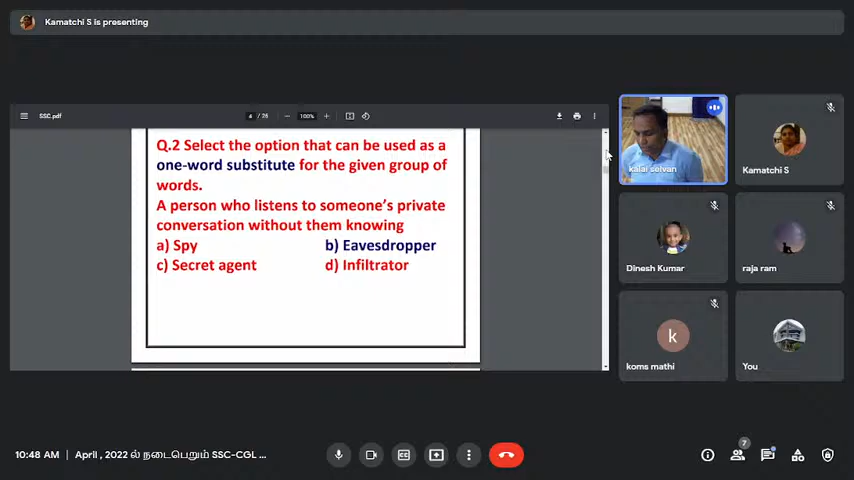 Kamatchi S is presenting
SSC.pdf
4 / 26
100%
Q.2 Select the option that can be used as a
one-word substitute for the given group of
words.
A person who listens to someone's private
conversation without them knowing
a) Spy b) Eavesdropper
c) Secret agent d) Infiltrator
kalai selvan
Kamatchi S
Dinesh Kumar
raja ram
k
koms mathi
You
10:48 AM | April , 2022 ல் நடைபெறும் SSC-CGL ...
7